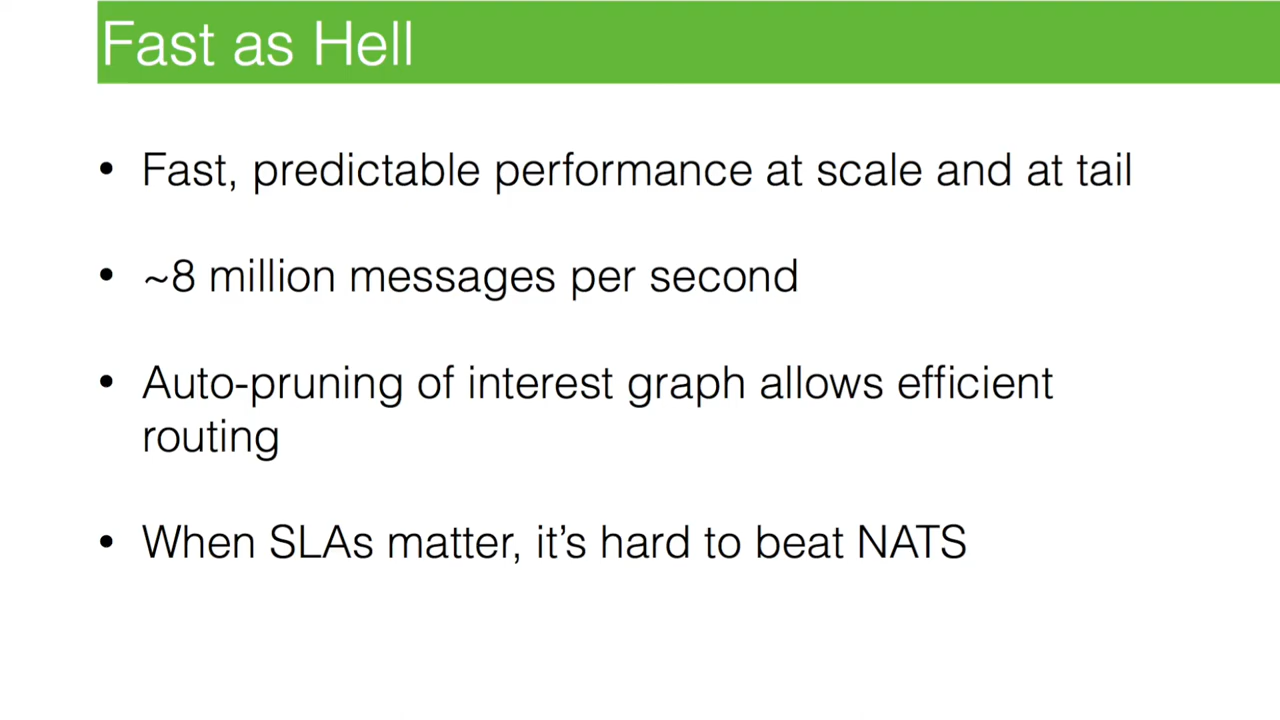 Fast as Hell
• Fast, predictable performance at scale and at tail
• ~8 million messages per second
• Auto-pruning of interest graph allows efficient
routing
• When SLAs matter, it’s hard to beat NATS